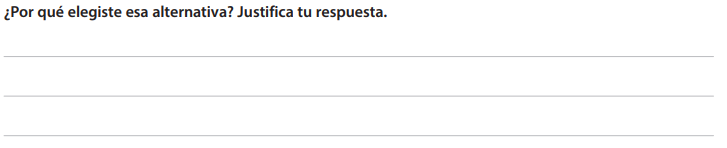 ¿Por qué elegiste esa alternativa? Justifica tu respuesta.